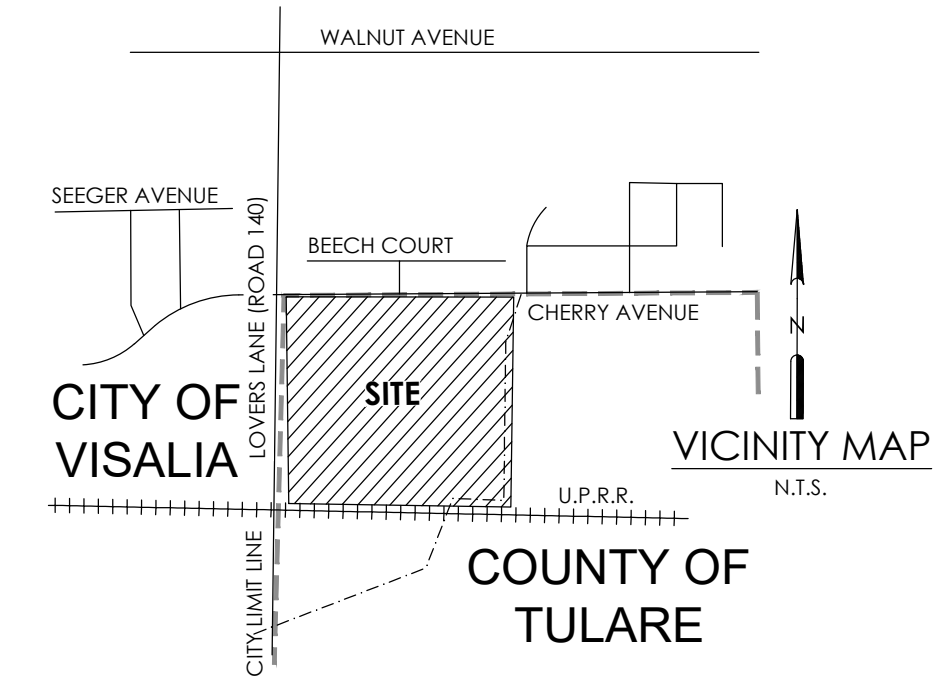 WALNUT AVENUE
SEEGER AVENUE
LOVERS LANE (ROAD 140)
BEECH COURT
CHERRY AVENUE
N
CITY OF
VISALIA
SITE
VICINITY MAP
N.T.S.
U.P.R.R.
CITY LIMIT LINE
COUNTY OF
TULARE